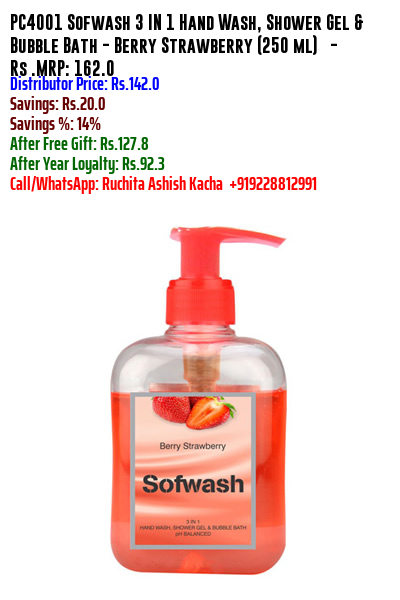 PC4001 Sofwash 3 IN 1 Hand Wash, Shower Gel &
Bubble Bath - Berry Strawberry (250 ml)   -
Rs .MRP: 162.0
Distributor Price: Rs.142.0
Savings: Rs.20.0
Savings %: 14%
After Free Gift: Rs.127.8
After Year Loyalty: Rs.92.3
Call/WhatsApp: Ruchita Ashish Kacha  +919228812991
Berry Strawberry
Sofwash
3 IN 1
HAND WASH, SHOWER GEL & BUBBLE BATH
pH BALANCED